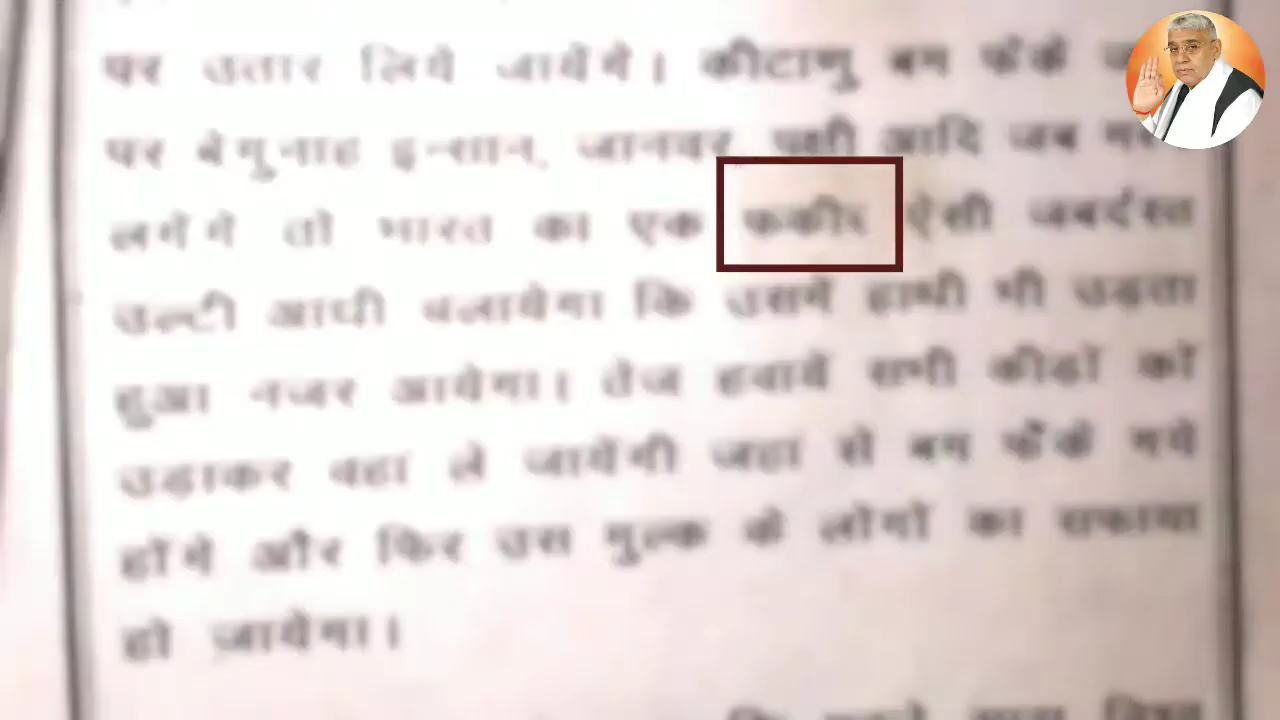 पर उतार लिये जायेंगे। कीटाणु बम फेंके
पर बेगुनाह इन्सान, जानवर, पक्षी आदि जब
लगेंगे तो भारत का एक फकीर ऐसी जबर्दस्त
उल्टी आधी चलायेगा कि उसमें हाथी भी उड़ता
हुआ नजर आयेगा। तेज हवायें सभी कीडों को
उड़ाकर वहा ले जायेंगी जहा से बम फेंके गये
होंगे और फिर उस मुल्क के लोगों का सफाया
हो जायेगा।